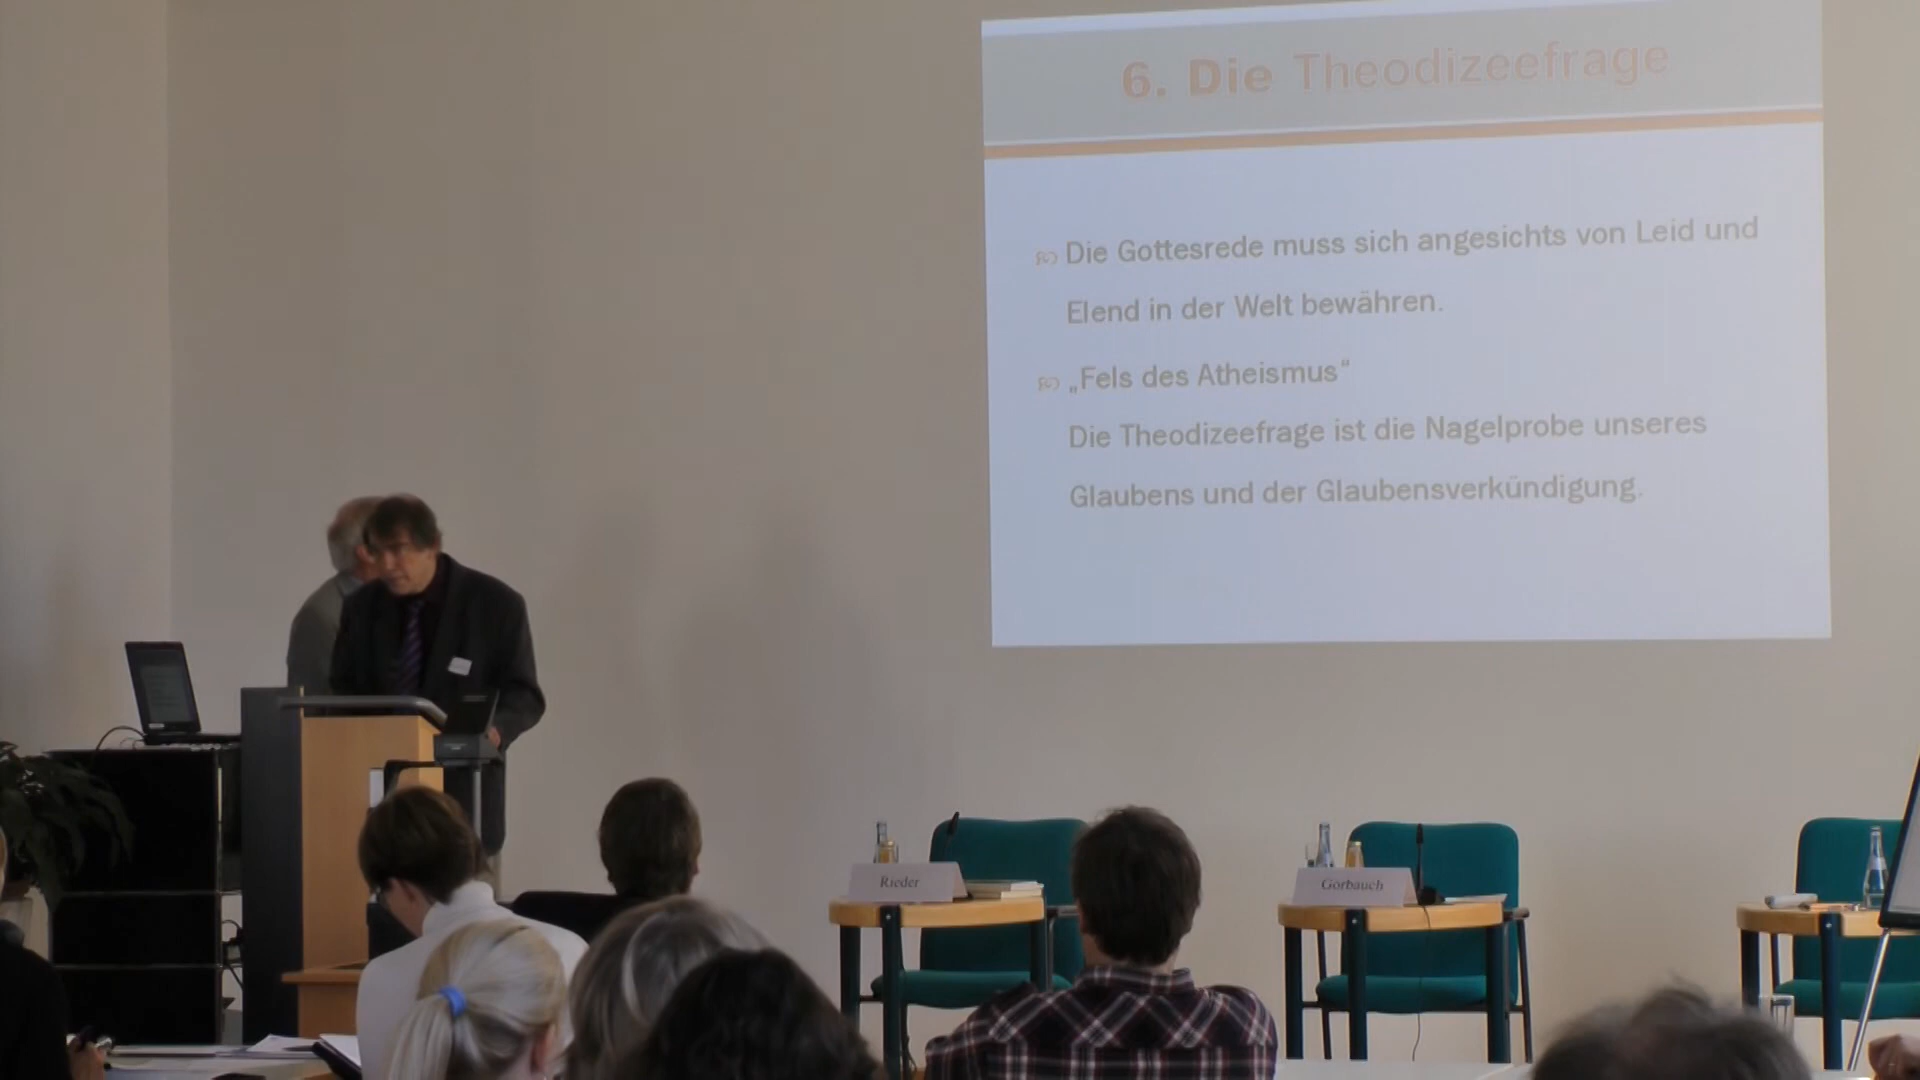 6. Die Theodizeefrage
Die Gottesrede muss sich angesichts von Leid und
Elend in der Welt bewähren.
„Fels des Atheismus“
Die Theodizeefrage ist die Nagelprobe unseres
Glaubens und der Glaubensverkündigung.
Rieder
Gorbauch